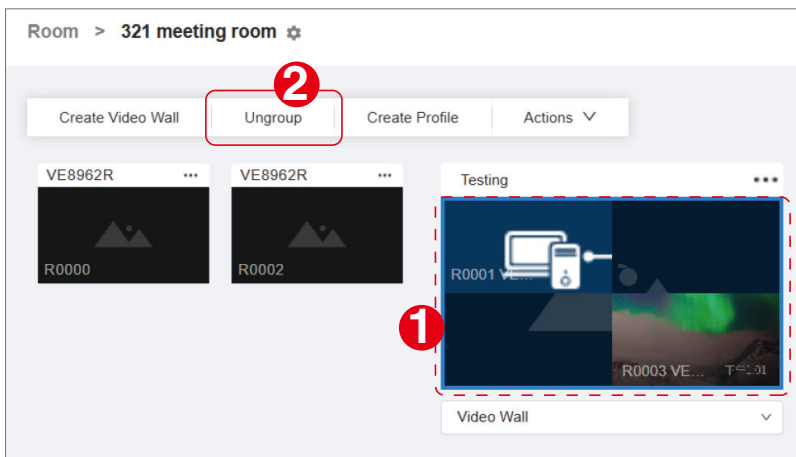 Room > 321 meeting room
2
Create Video Wall Ungroup Create Profile Actions
VE8962R ... VE8962R ... Testing ...
R0000 R0002 R0001 VE...
1
R0003 VE...
Video Wall